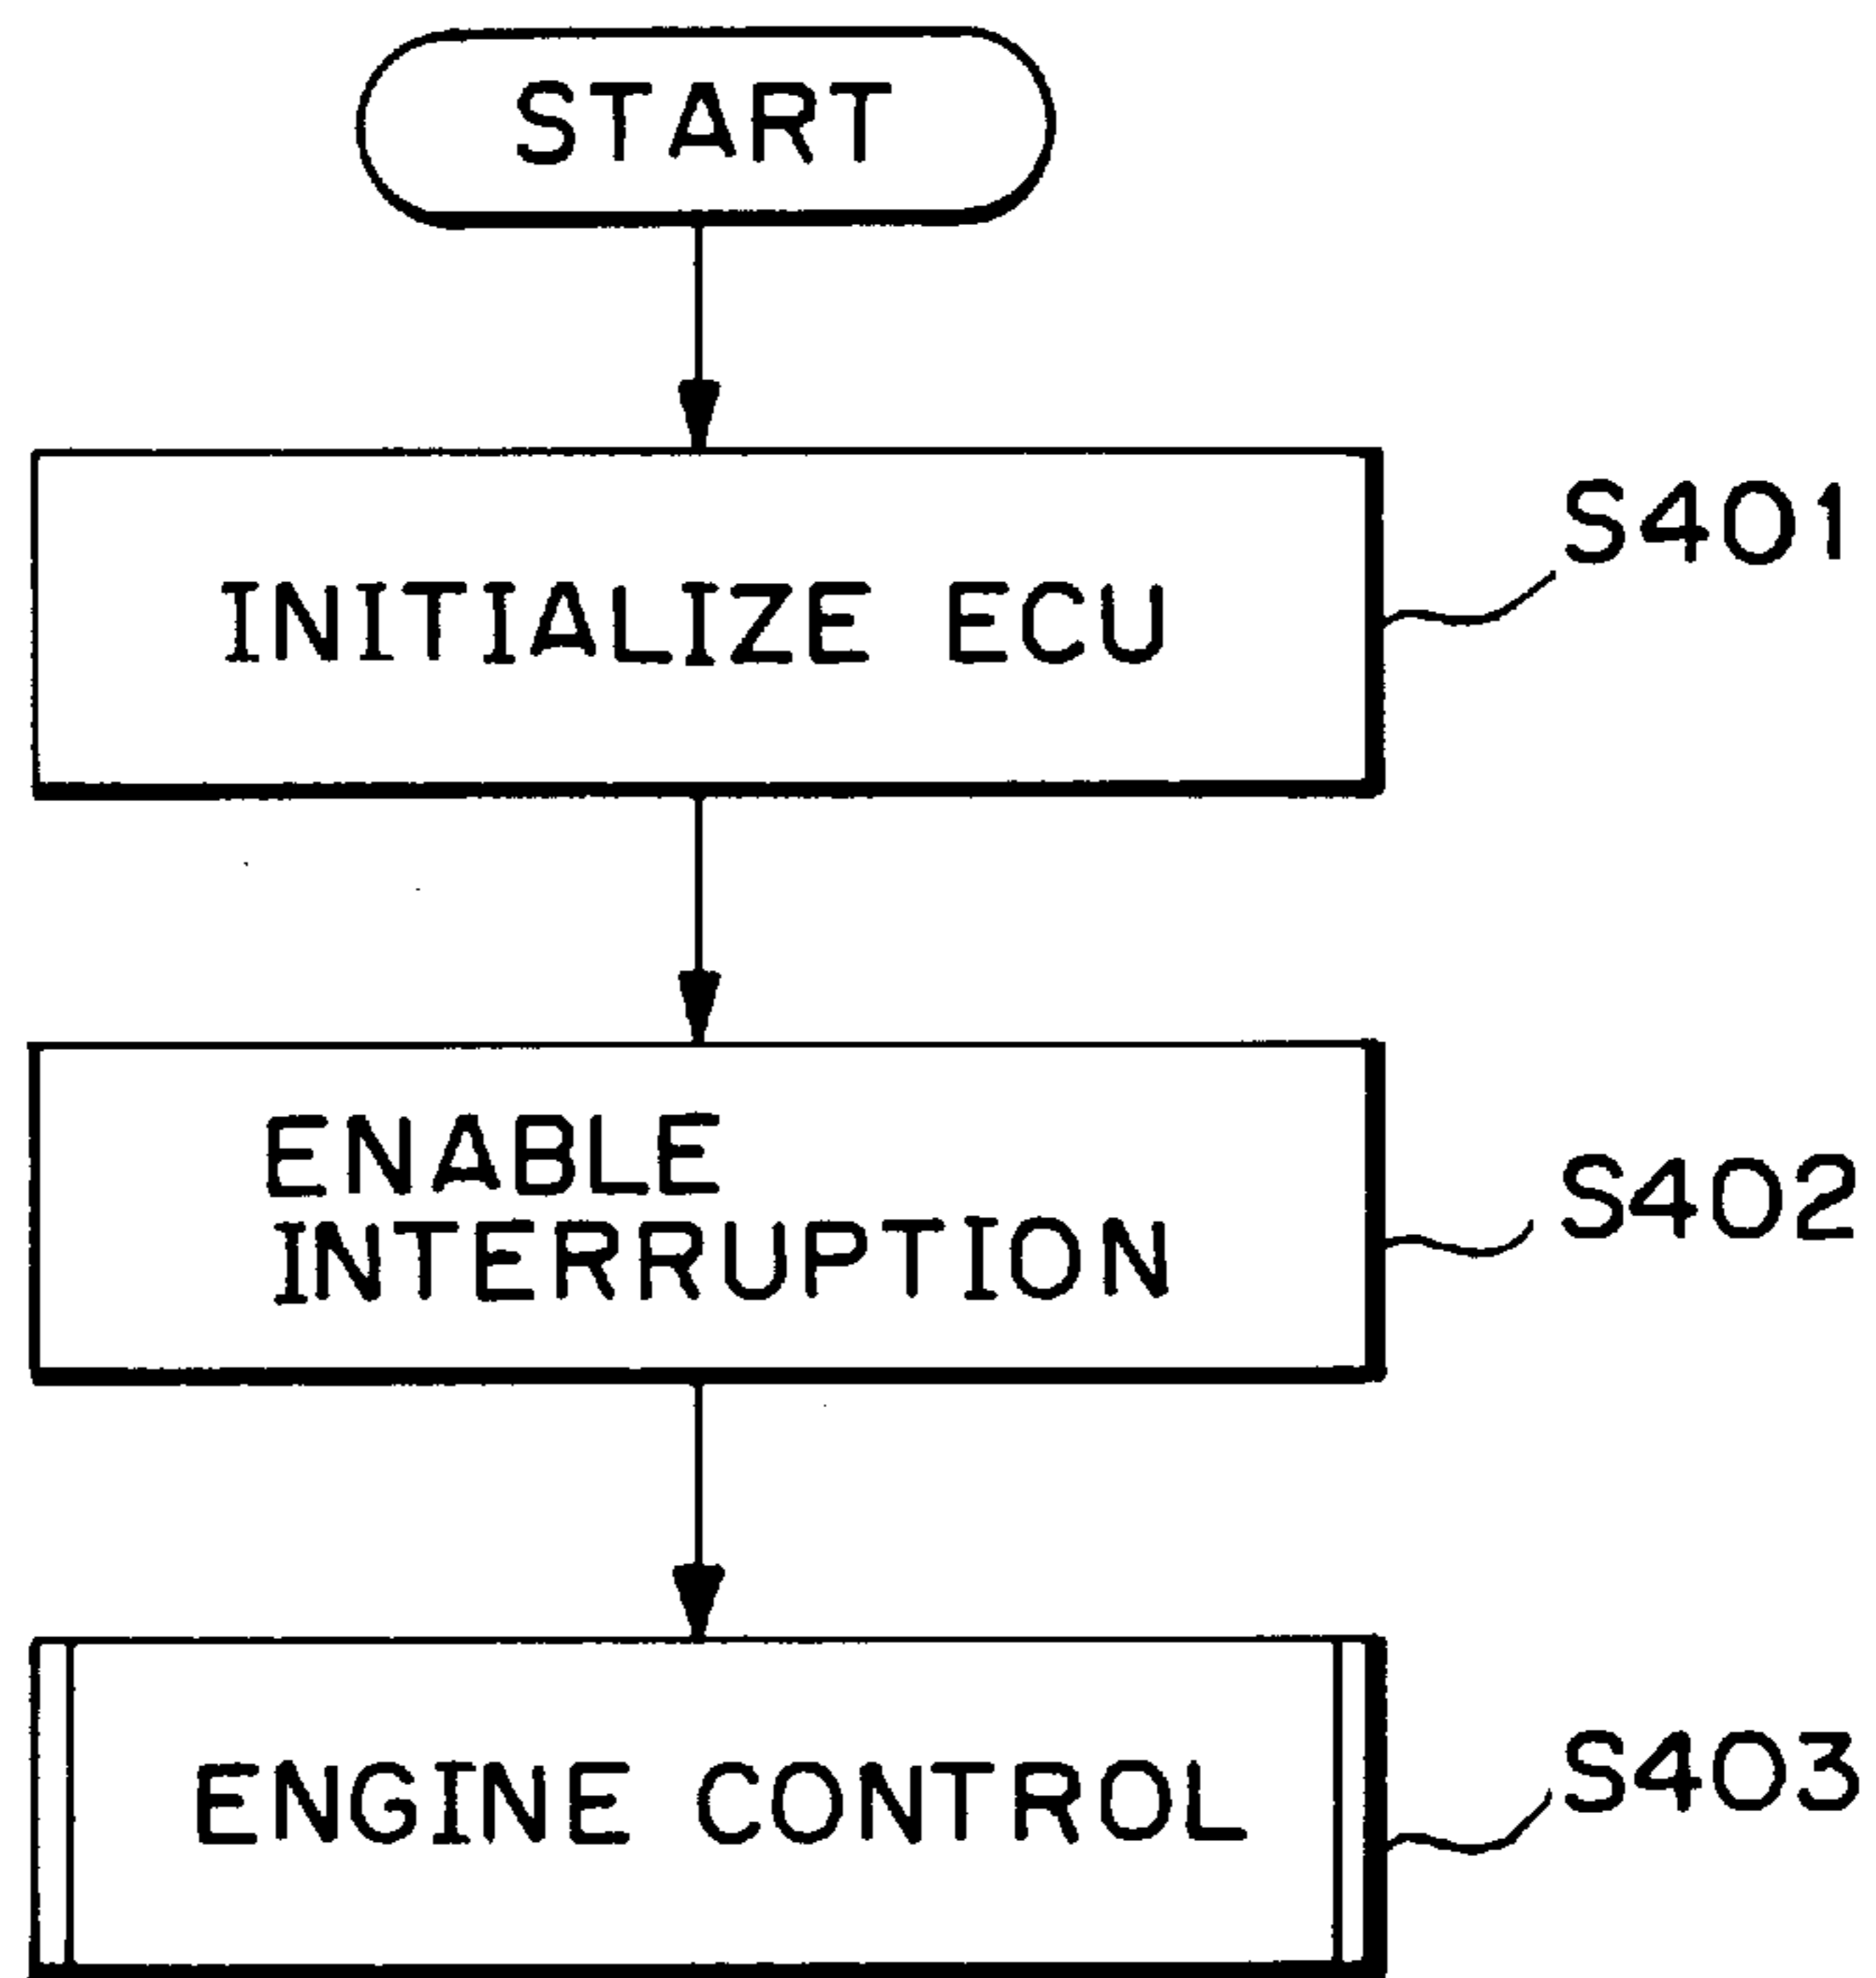 START
INITIALIZE ECU
S401
ENABLE
INTERRUPTION
S402
ENGINE CONTROL
S403